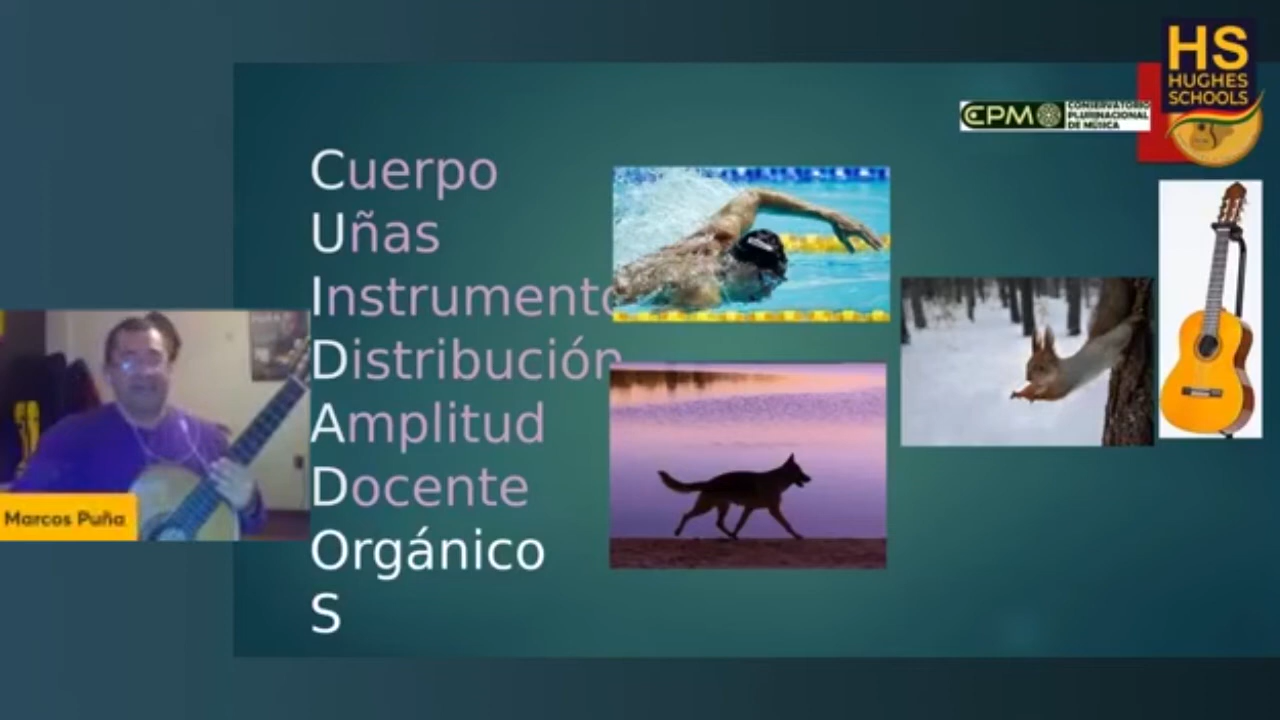 HS
HUGHES
SCHOOLS
CPM
CONSERVATORIO
PLURINACIONAL
DE MÚSICA
Cuerpo
Uñas
Instrumento
Distribución
Amplitud
Docente
Orgánico
S
Marcos Puña